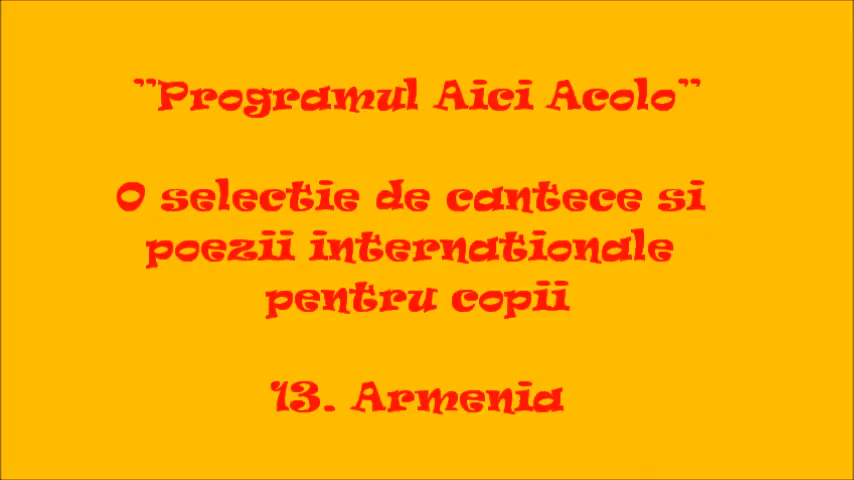 ”Programul Aici Acolo”
O selectie de cantece si
poezii internationale
pentru copii
13. Armenia